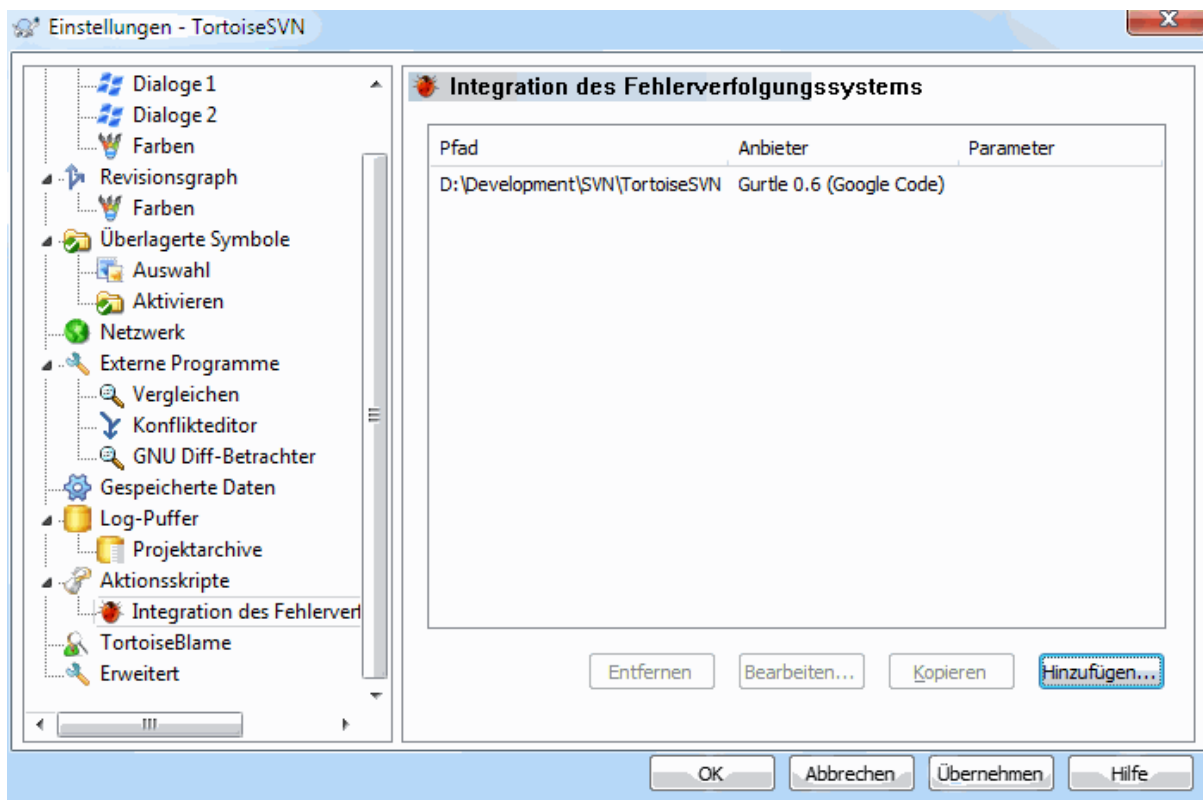 Einstellungen - TortoiseSVN
Dialoge 1
Dialoge 2
Farben
Revisionsgraph
Farben
Überlagerte Symbole
Auswahl
Aktivieren
Netzwerk
Externe Programme
Vergleichen
Konflikteditor
GNU Diff-Betrachter
Gespeicherte Daten
Log-Puffer
Projektarchive
Aktionsskripte
Integration des Fehlerverf
TortoiseBlame
Erweitert
Integration des Fehlerverfolgungssystems
Pfad Anbieter Parameter
D:\Development\SVN\TortoiseSVN Gurtle 0.6 (Google Code)
Entfernen Bearbeiten... Kopieren Hinzufügen...
OK Abbrechen Übernehmen Hilfe